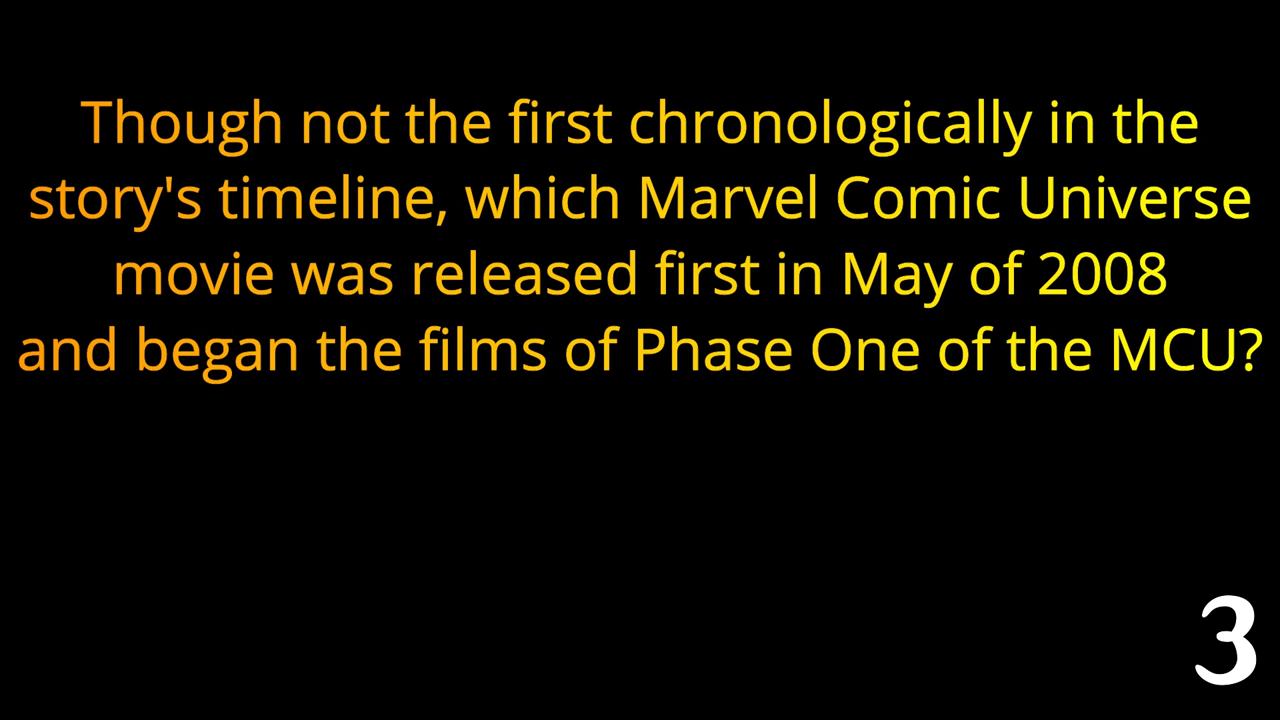 Though not the first chronologically in the
story's timeline, which Marvel Comic Universe
movie was released first in May of 2008
and began the films of Phase One of the MCU?
3